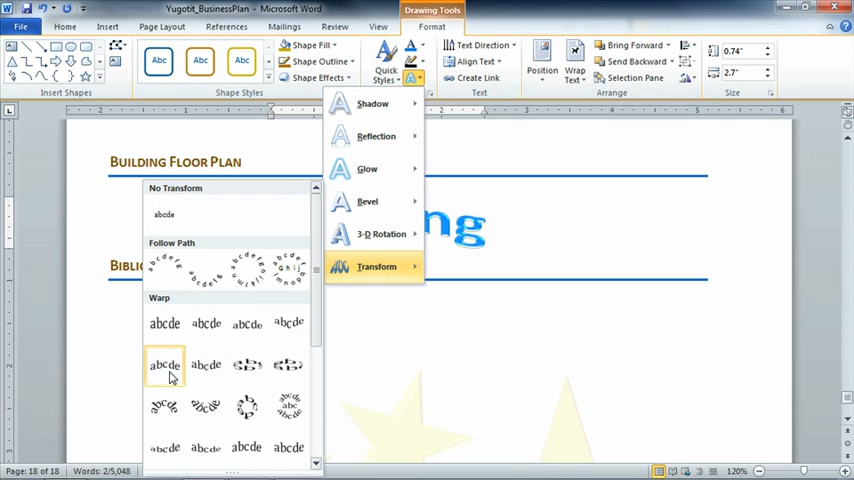 Yugotit_BusinessPlan - Microsoft Word
Drawing Tools
File Home Insert Page Layout References Mailings Review View Format
Shape Fill
Shape Outline
Shape Effects
Abc Abc Abc
Quick Styles
Text Direction
Align Text
Create Link
Position
Wrap Text
Bring Forward
Send Backward
Selection Pane
0.74"
2.7"
Insert Shapes Shape Styles Text Arrange Size
Shadow
Reflection
Glow
Bevel
3-D Rotation
Transform
BUILDING FLOOR PLAN
No Transform
abcde
Follow Path
Warp
abcde abcde abcde abcde
abcde abcde
abcde abcde abcde abcde
ng
BIBLI
Page: 18 of 18 Words: 2/5,048 120%